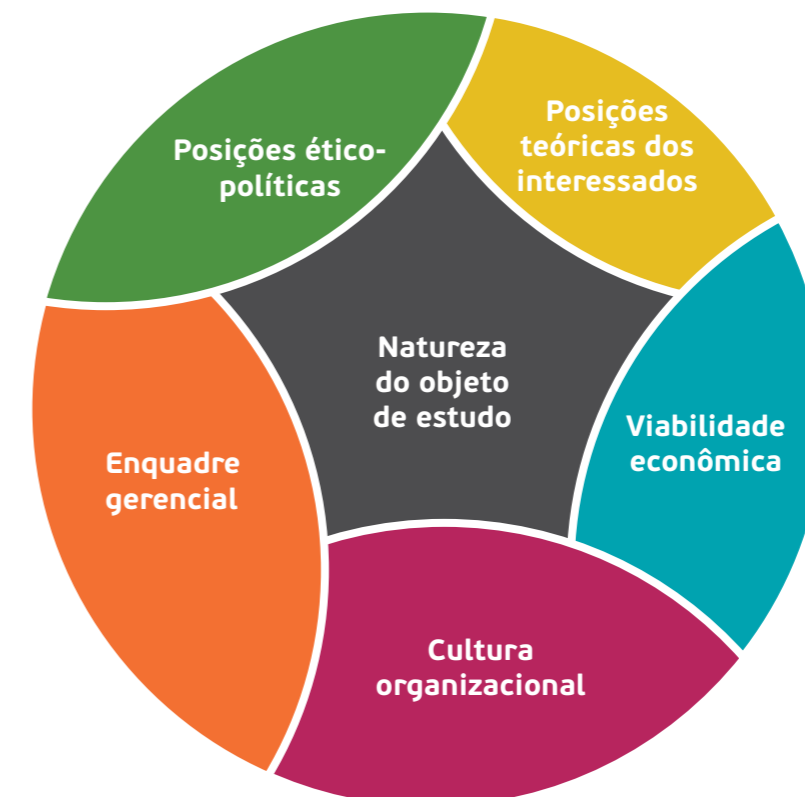 Posições ético-
políticas
Posições
teóricas dos
interessados
Natureza
do objeto
de estudo
Viabilidade
econômica
Enquadre
gerencial
Cultura
organizacional